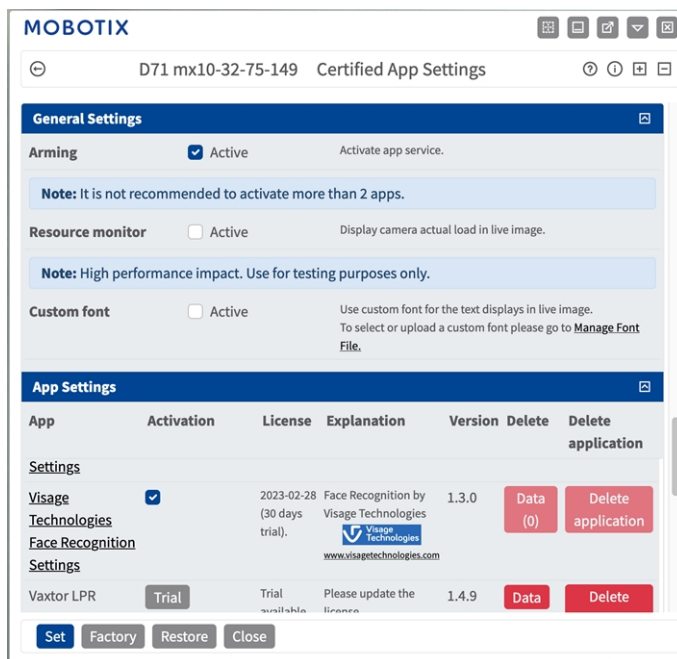 MOBOTIX
D71 mx10-32-75-149 Certified App Settings
General Settings
Arming Active Activate app service.
Note: It is not recommended to activate more than 2 apps.
Resource monitor Active Display camera actual load in live image.
Note: High performance impact. Use for testing purposes only.
Custom font Active Use custom font for the text displays in live image.
To select or upload a custom font please go to Manage Font
File.
App Settings
App Activation License Explanation Version Delete Delete
application
Settings
Visage 2023-02-28 Face Recognition by 1.3.0 Data Delete
Technologies (30 days Visage Technologies (0) application
Face Recognition trial). Visage
Technologies
Settings www.visagetechnologies.com
Vaxtor LPR Trial Trial Please update the 1.4.9 Data Delete
available license
Set Factory Restore Close